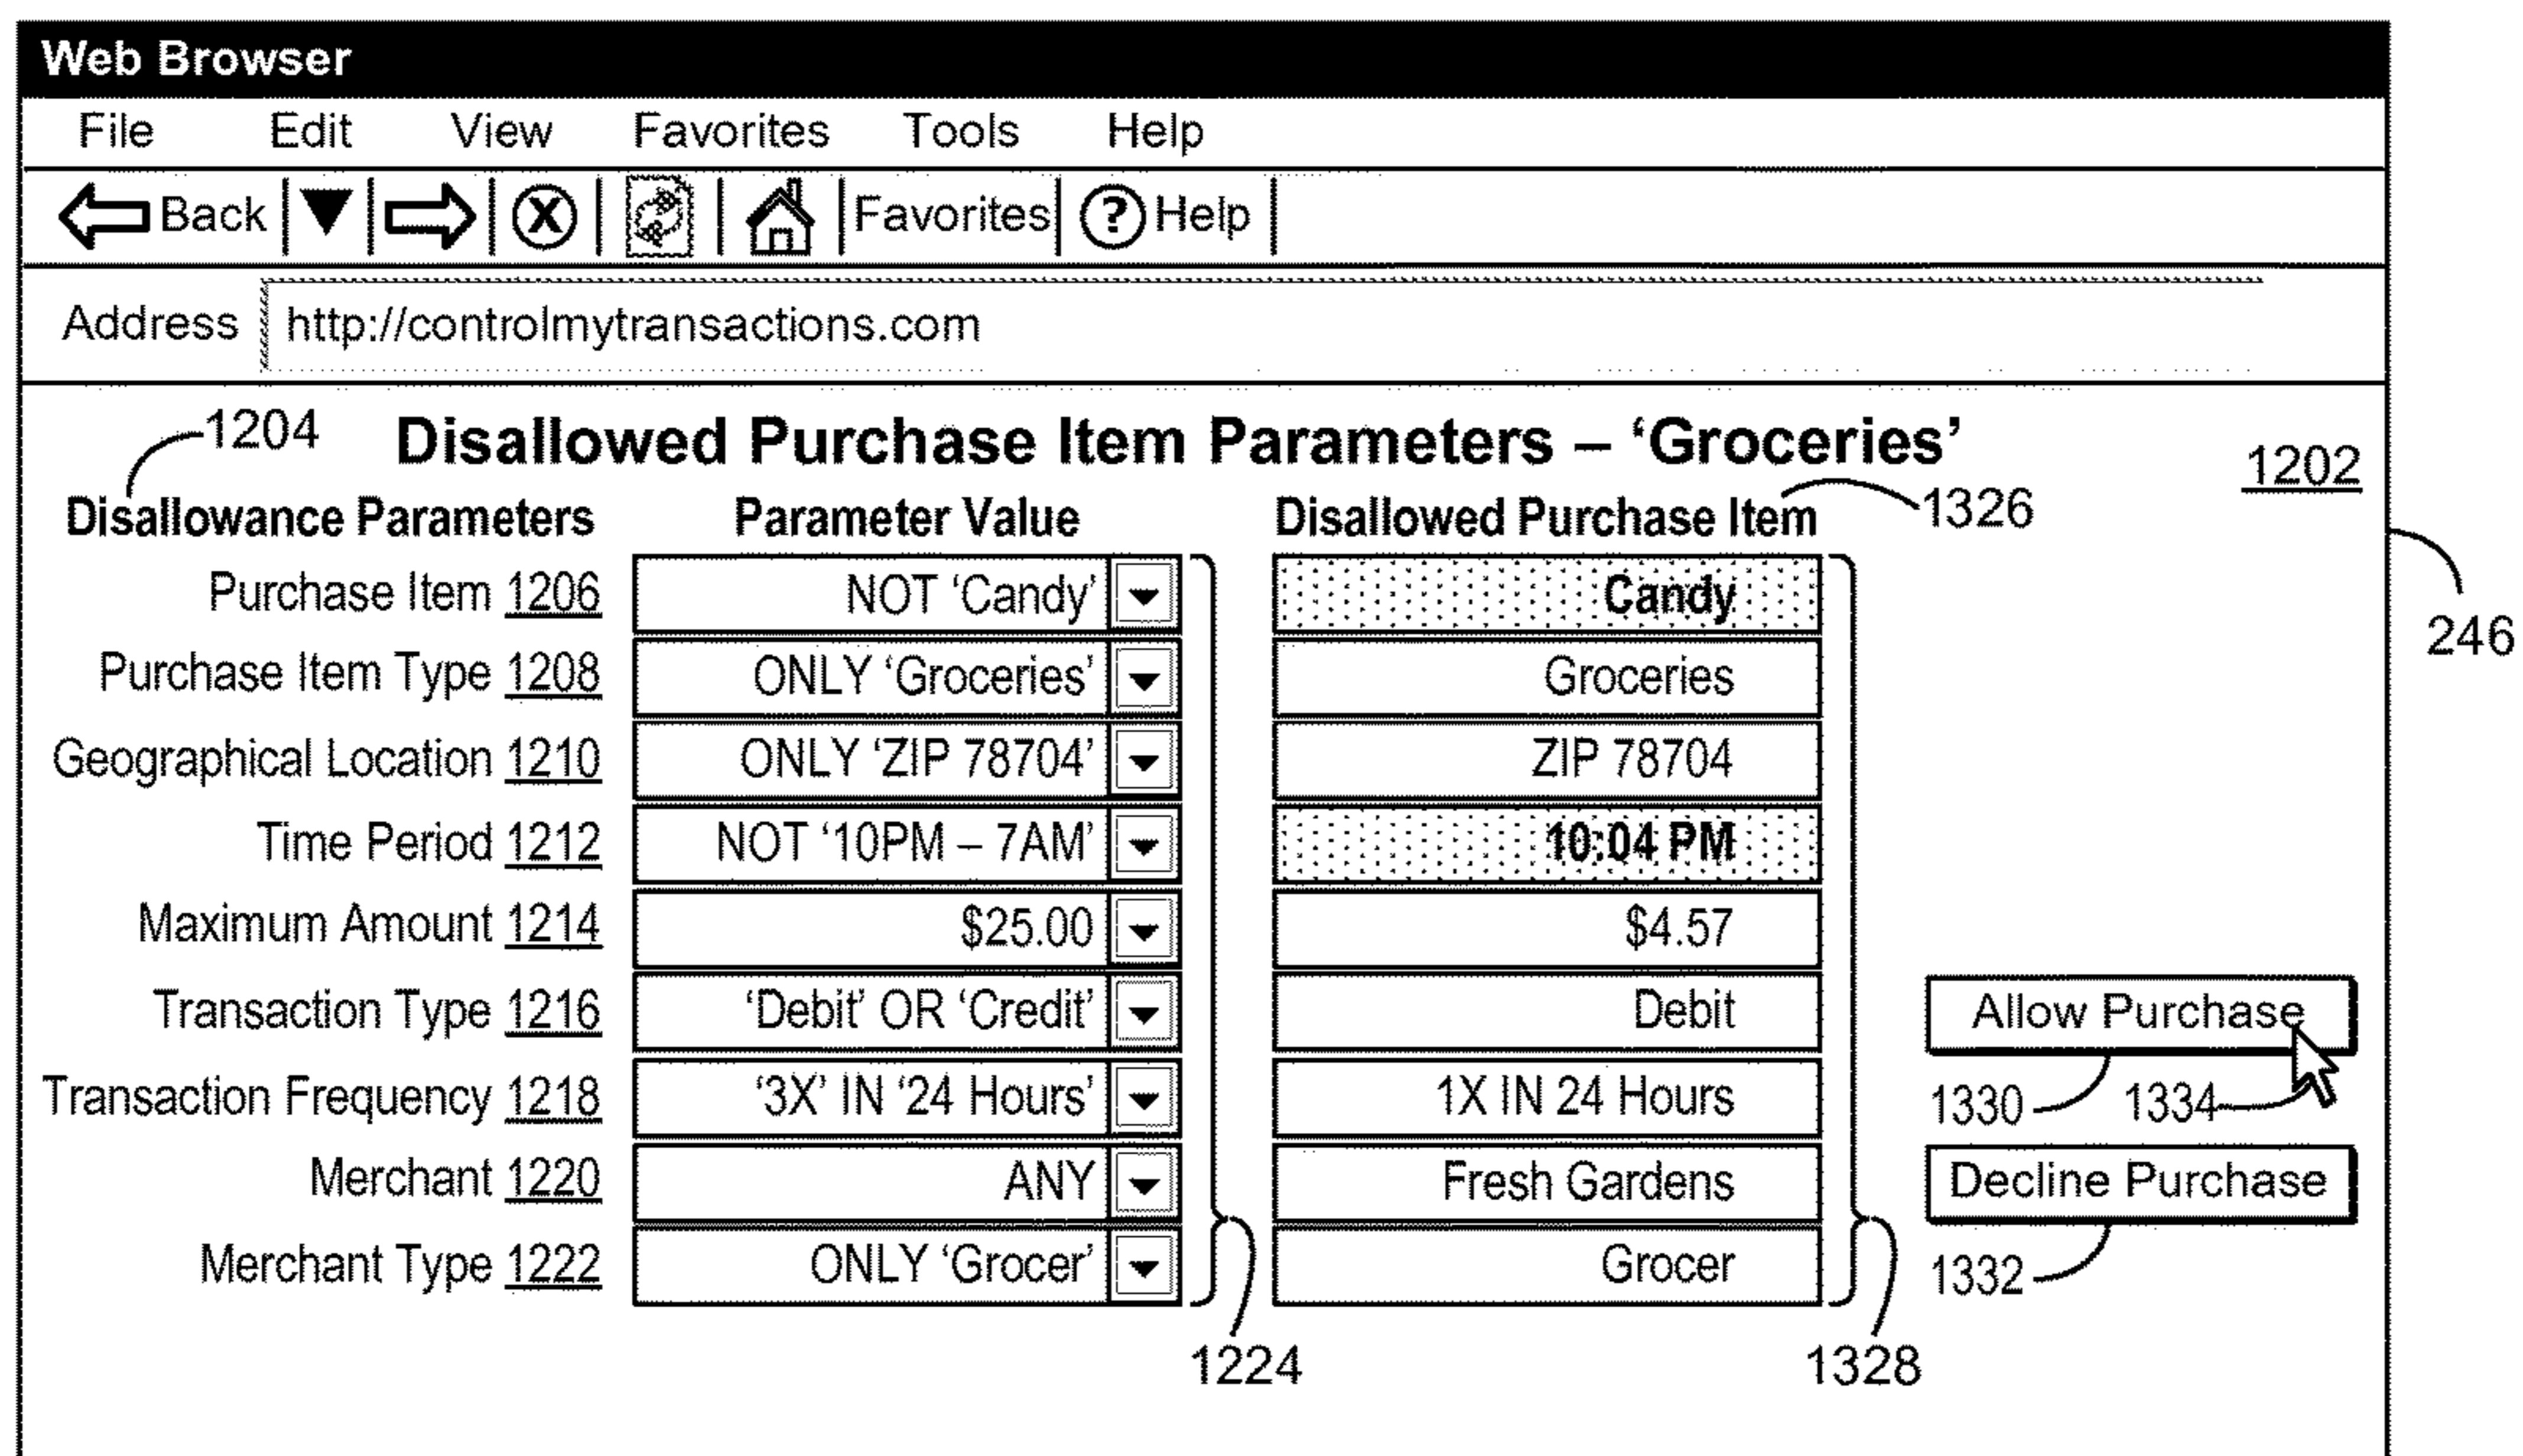 Web Browser
File Edit View Favorites Tools Help
Back X Favorites ? Help
Address http://controlmytransactions.com
1204 Disallowed Purchase Item Parameters – ‘Groceries’ 1202
Disallowance Parameters Parameter Value Disallowed Purchase Item 1326
Purchase Item 1206 NOT ‘Candy’ Candy
246
Purchase Item Type 1208 ONLY ‘Groceries’ Groceries
Geographical Location 1210 ONLY ‘ZIP 78704’ ZIP 78704
Time Period 1212 NOT ‘10PM – 7AM’ 10:04 PM
Maximum Amount 1214 $25.00 $4.57
Transaction Type 1216 ‘Debit’ OR ‘Credit’ Debit Allow Purchase
Transaction Frequency 1218 ‘3X’ IN ‘24 Hours’ 1X IN 24 Hours 1330 1334
Merchant 1220 ANY Fresh Gardens Decline Purchase
Merchant Type 1222 ONLY ‘Grocer’ Grocer 1332
1224 1328